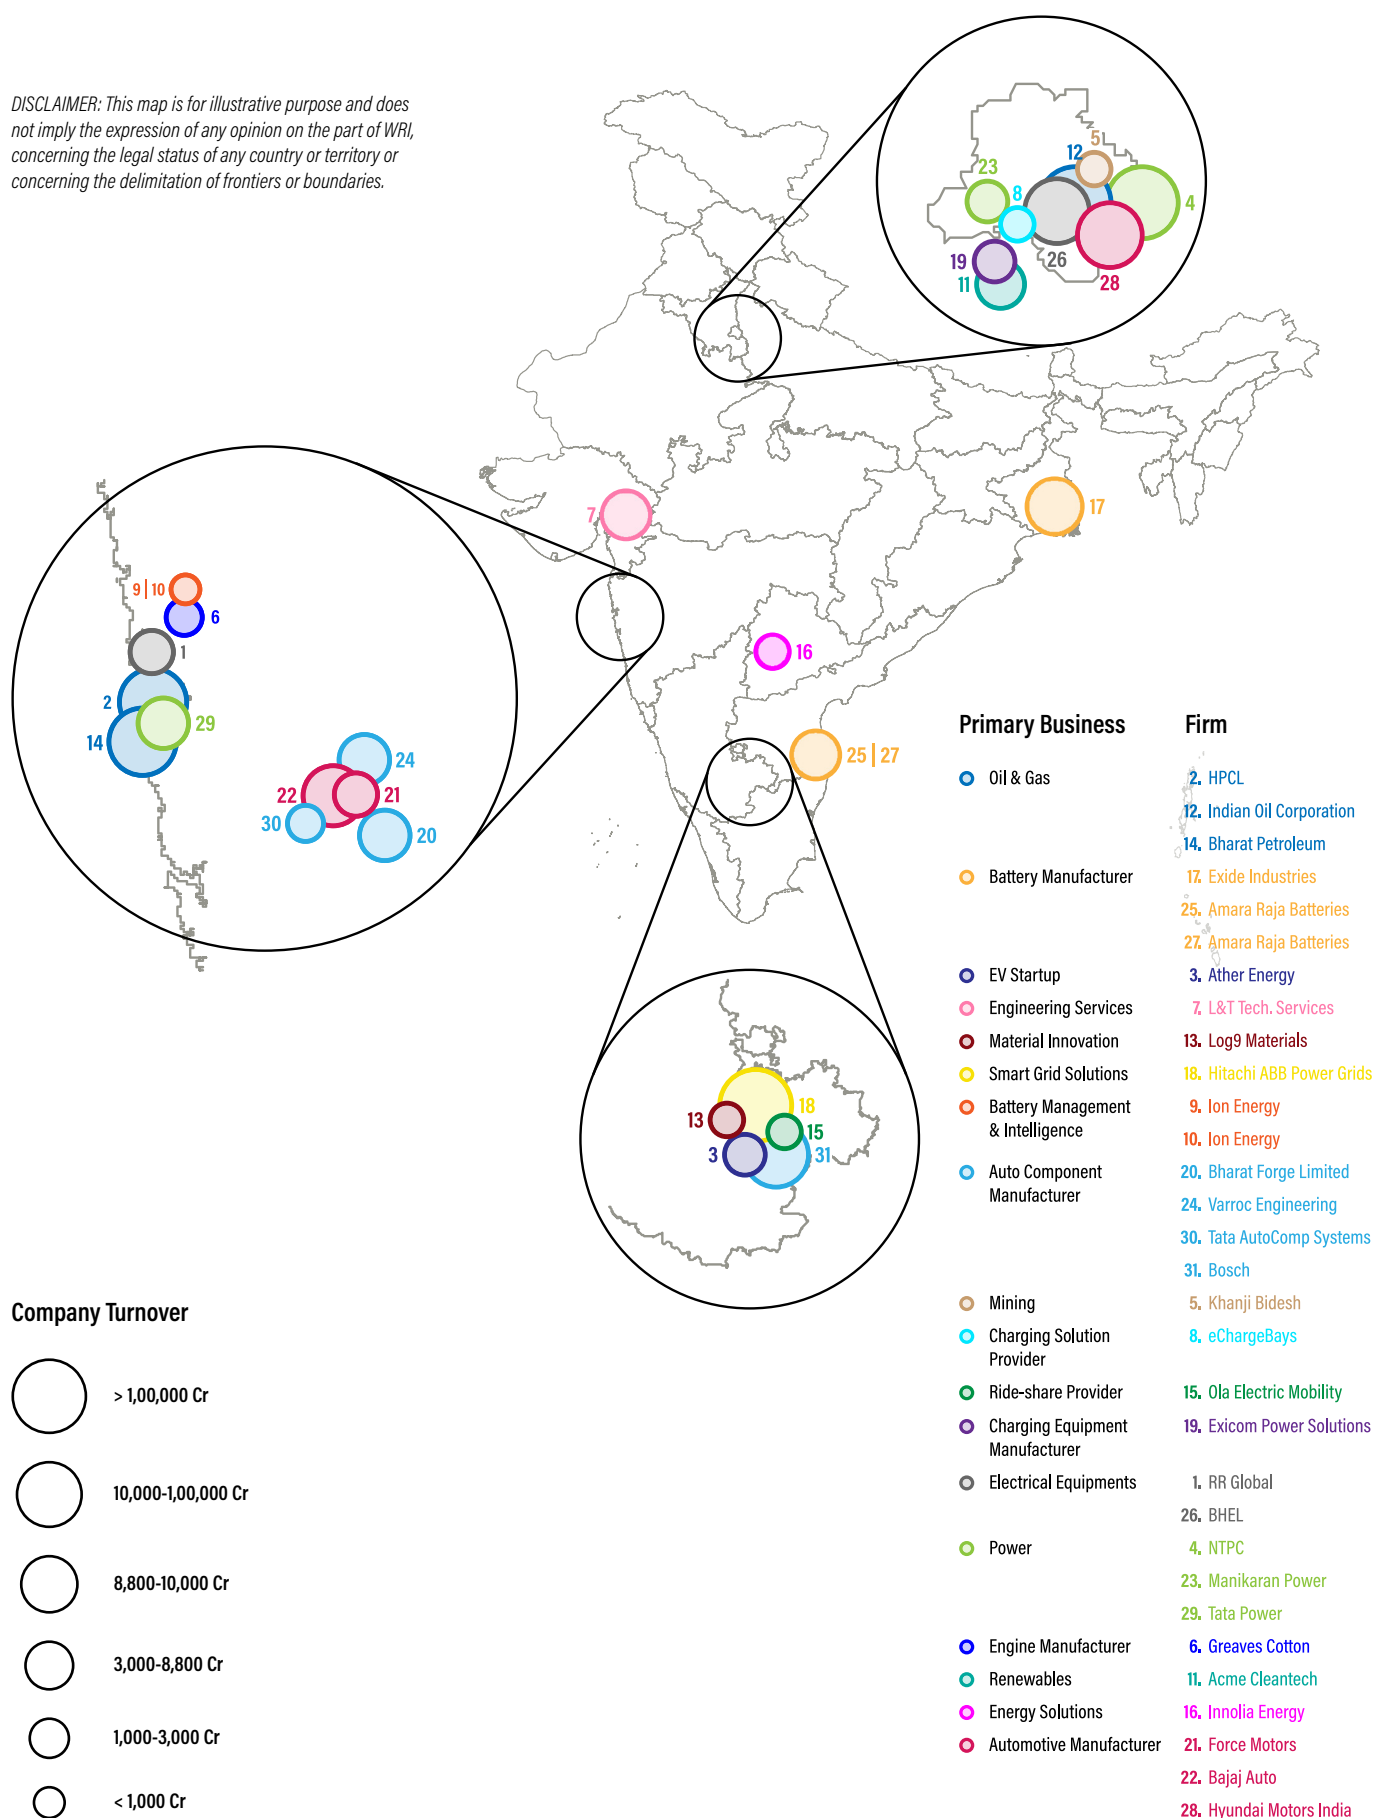 DISCLAIMER: This map is for illustrative purpose and does
not imply the expression of any opinion on the part of WRI,
concerning the legal status of any country or territory or
concerning the delimitation of frontiers or boundaries.
5
12
23
8
4
19
26
11
28
7
17
9 | 10
6
1
2
29
14
24
22
21
30
20
16
25 | 27
18
13
15
3
31
Primary Business
Firm
Oil & Gas
2. HPCL
12. Indian Oil Corporation
14. Bharat Petroleum
Battery Manufacturer
17. Exide Industries
25. Amara Raja Batteries
27. Amara Raja Batteries
EV Startup
3. Ather Energy
Engineering Services
7. L&T Tech. Services
Material Innovation
13. Log9 Materials
Smart Grid Solutions
18. Hitachi ABB Power Grids
Battery Management
& Intelligence
9. Ion Energy
10. Ion Energy
Auto Component
Manufacturer
20. Bharat Forge Limited
24. Varroc Engineering
30. Tata AutoComp Systems
31. Bosch
Mining
5. Khanji Bidesh
Charging Solution
Provider
8. eChargeBays
Ride-share Provider
15. Ola Electric Mobility
Charging Equipment
Manufacturer
19. Exicom Power Solutions
Electrical Equipments
1. RR Global
26. BHEL
Power
4. NTPC
23. Manikaran Power
29. Tata Power
Engine Manufacturer
6. Greaves Cotton
Renewables
11. Acme Cleantech
Energy Solutions
16. Innolia Energy
Automotive Manufacturer
21. Force Motors
22. Bajaj Auto
28. Hyundai Motors India
Company Turnover
> 1,00,000 Cr
10,000-1,00,000 Cr
8,800-10,000 Cr
3,000-8,800 Cr
1,000-3,000 Cr
< 1,000 Cr